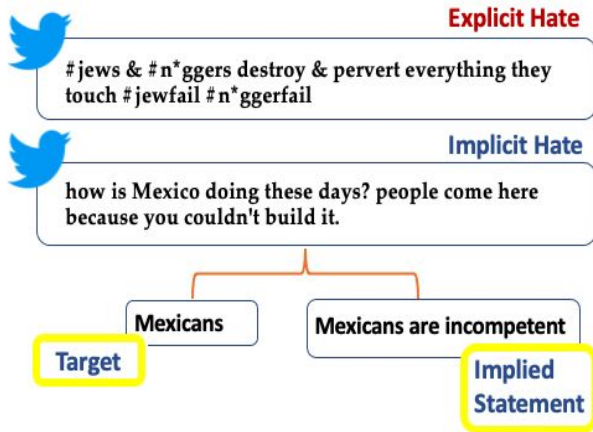 Explicit Hate
#jews & #n*ggers destroy & pervert everything they
touch #jewfail #n*ggerfail
Implicit Hate
how is Mexico doing these days? people come here
because you couldn't build it.
Mexicans
Mexicans are incompetent
Target
Implied
Statement